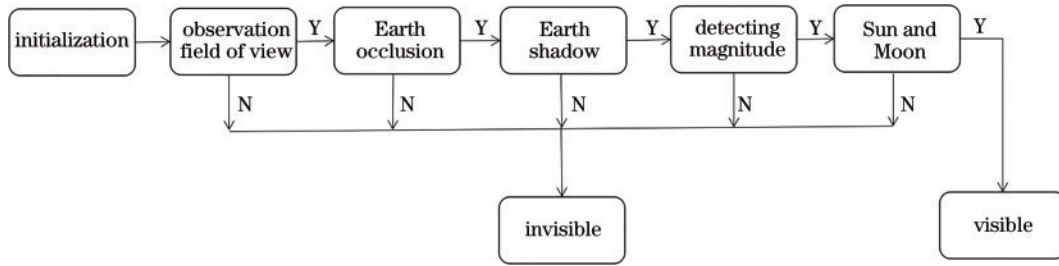 initialization
observation
field of view
Y
Earth
occlusion
Y
Earth
shadow
Y
detecting
magnitude
Y
Sun and
Moon
Y
N
N
N
N
N
invisible
visible